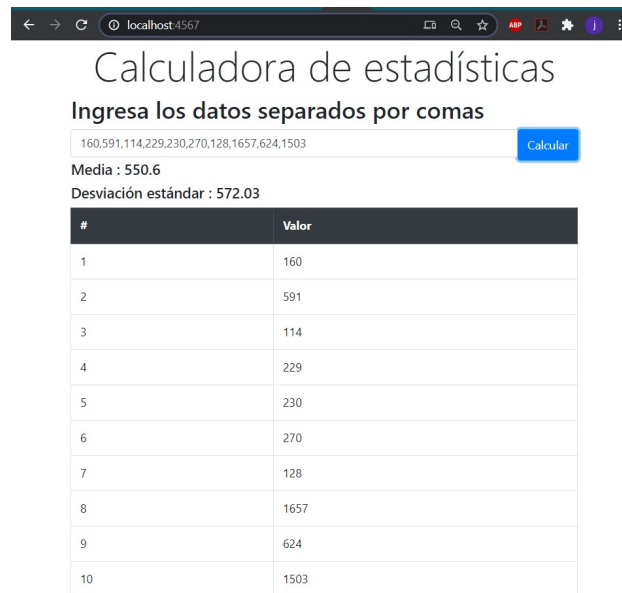 localhost:4567
ABP
j
Calculadora de estadísticas
Ingresa los datos separados por comas
160,591,114,229,230,270,128,1657,624,1503
Calcular
Media : 550.6
Desviación estándar : 572.03
# Valor
1 160
2 591
3 114
4 229
5 230
6 270
7 128
8 1657
9 624
10 1503